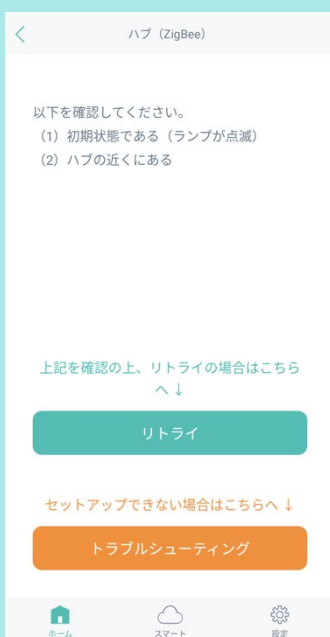 ハブ（ZigBee）
以下を確認してください。
（1）初期状態である（ランプが点滅）
（2）ハブの近くにある
上記を確認の上、リトライの場合はこちら
へ ↓
リトライ
セットアップできない場合はこちらへ ↓
トラブルシューティング
ホーム
スマート
設定